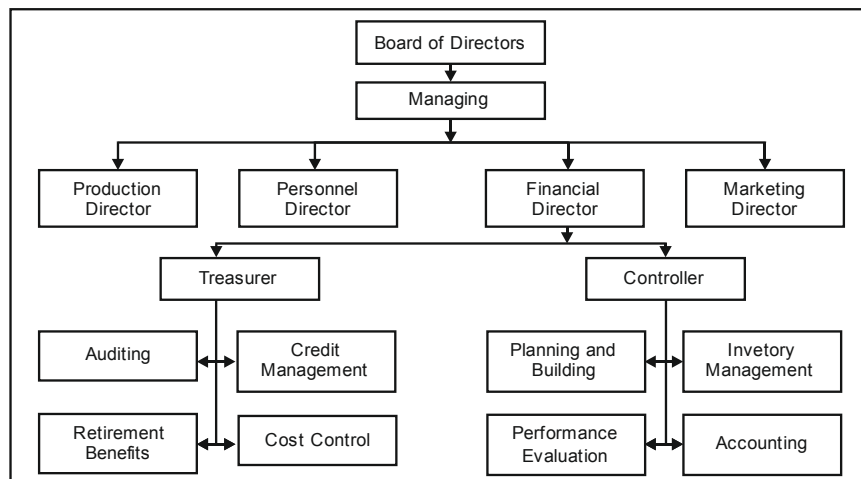 Board of Directors
Managing
Production
Director
Personnel
Director
Financial
Director
Marketing
Director
Treasurer
Controller
Auditing
Credit
Management
Planning and
Building
Invetory
Management
Retirement
Benefits
Cost Control
Performance
Evaluation
Accounting